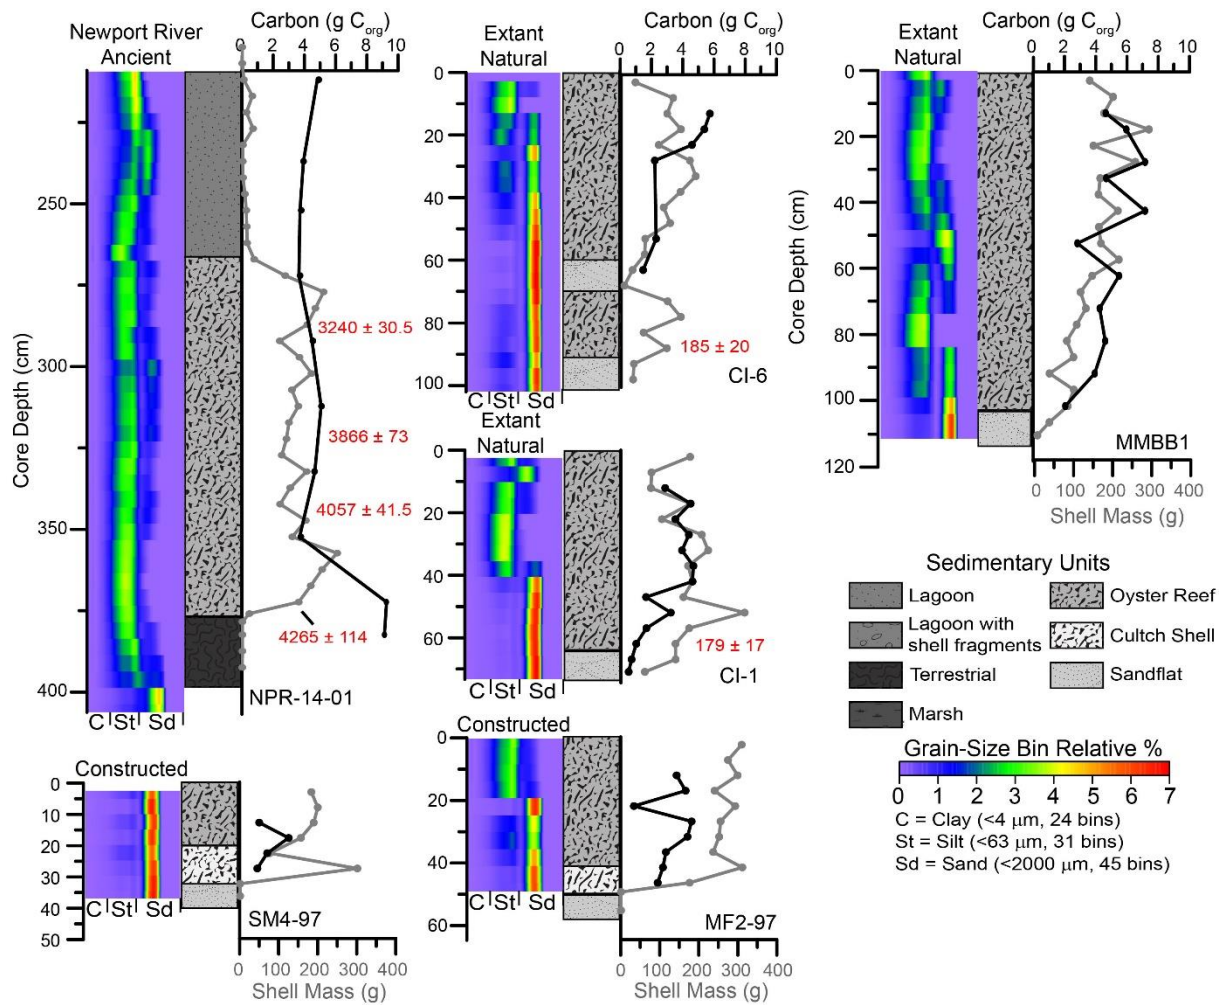 Newport River
Ancient
Carbon (g Corg)
0 2 4 6 8 10
250
300
350
400
Core Depth (cm)
3240 ± 30.5
3866 ± 73
4057 ± 41.5
4265 ± 114
NPR-14-01
C St Sd
Extant
Natural
Carbon (g Corg)
0 2 4 6 8 10
0
20
40
60
80
100
185 ± 20
CI-6
C St Sd
Extant
Natural
0
20
40
60
179 ± 17
CI-1
Extant
Natural
Carbon (g Corg)
0 2 4 6 8 10
0
20
40
60
80
100
120
Core Depth (cm)
MMBB1
0 100 200 300 400
Shell Mass (g)
Constructed
0
10
20
30
40
50
C St Sd
SM4-97
0 100 200 300 400
Shell Mass (g)
Constructed
0
20
40
60
C St Sd
MF2-97
0 100 200 300 400
Shell Mass (g)
Sedimentary Units
Lagoon
Oyster Reef
Lagoon with
shell fragments
Cultch Shell
Terrestrial
Sandflat
Marsh
Grain-Size Bin Relative %
0 1 2 3 4 5 6 7
C = Clay (<4 µm, 24 bins)
St = Silt (<63 µm, 31 bins)
Sd = Sand (<2000 µm, 45 bins)